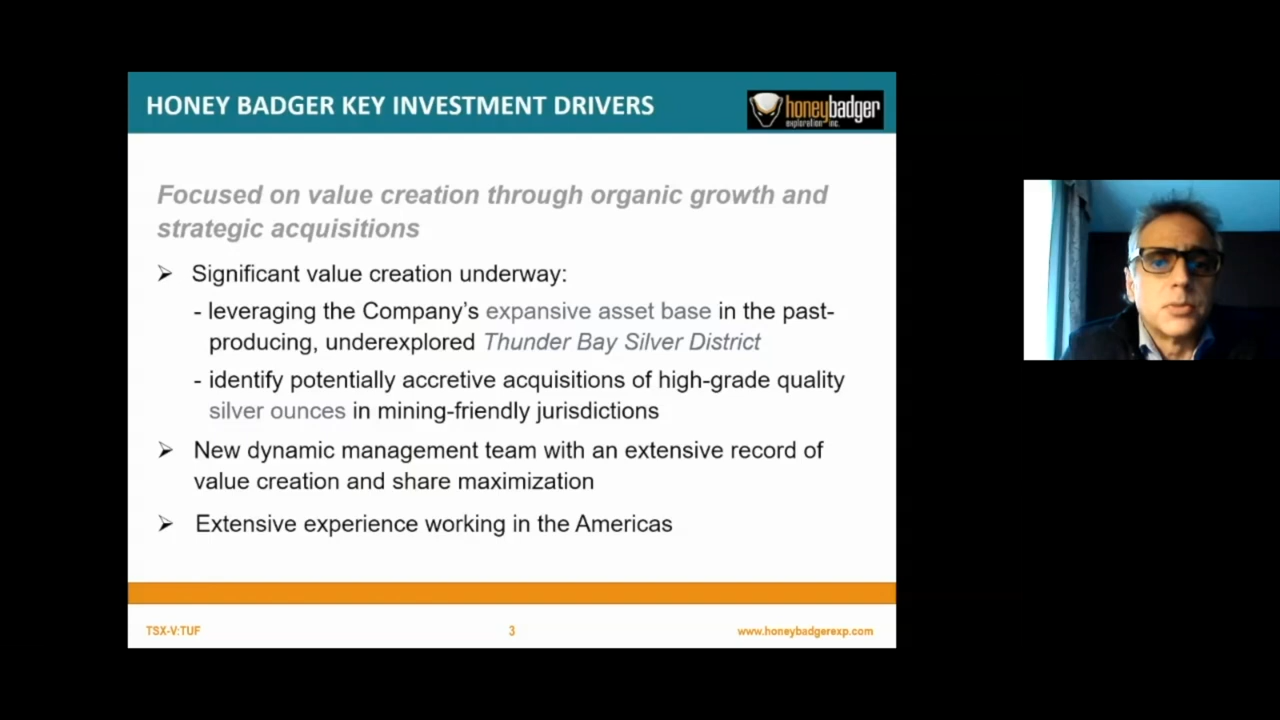 HONEY BADGER KEY INVESTMENT DRIVERS
honeybadger
exploration inc.
Focused on value creation through organic growth and
strategic acquisitions
➢ Significant value creation underway:
- leveraging the Company's expansive asset base in the past-
producing, underexplored Thunder Bay Silver District
- identify potentially accretive acquisitions of high-grade quality
silver ounces in mining-friendly jurisdictions
➢ New dynamic management team with an extensive record of
value creation and share maximization
➢ Extensive experience working in the Americas
TSX-V:TUF
3
www.honeybadgerexp.com